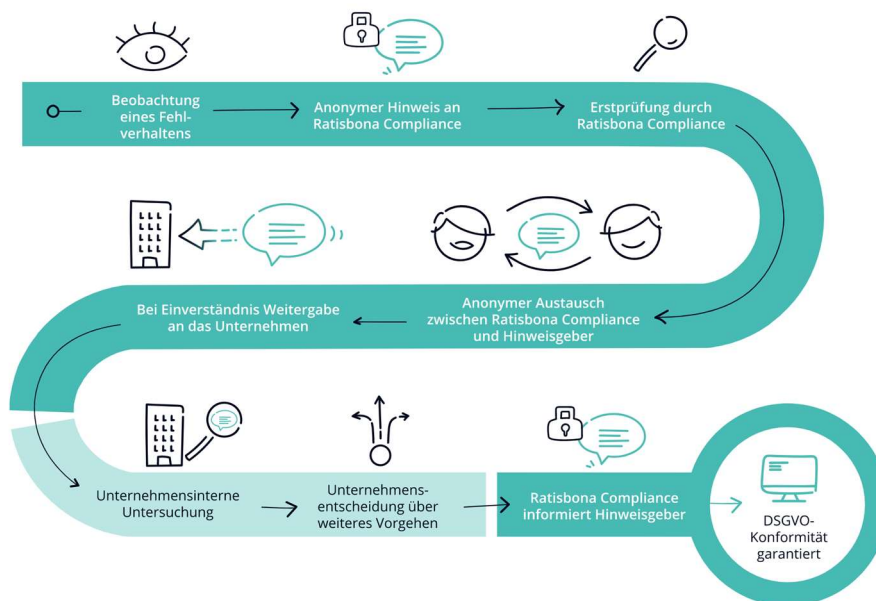 Beobachtung
eines Fehl-
verhaltens
Anonymer Hinweis an
Ratisbona Compliance
Erstprüfung durch
Ratisbona Compliance
Anonymer Austausch
zwischen Ratisbona Compliance
und Hinweisgeber
Bei Einverständnis Weitergabe
an das Unternehmen
Unternehmensinterne
Untersuchung
Unternehmens-
entscheidung über
weiteres Vorgehen
Ratisbona Compliance
informiert Hinweisgeber
DSGVO-
Konformität
garantiert